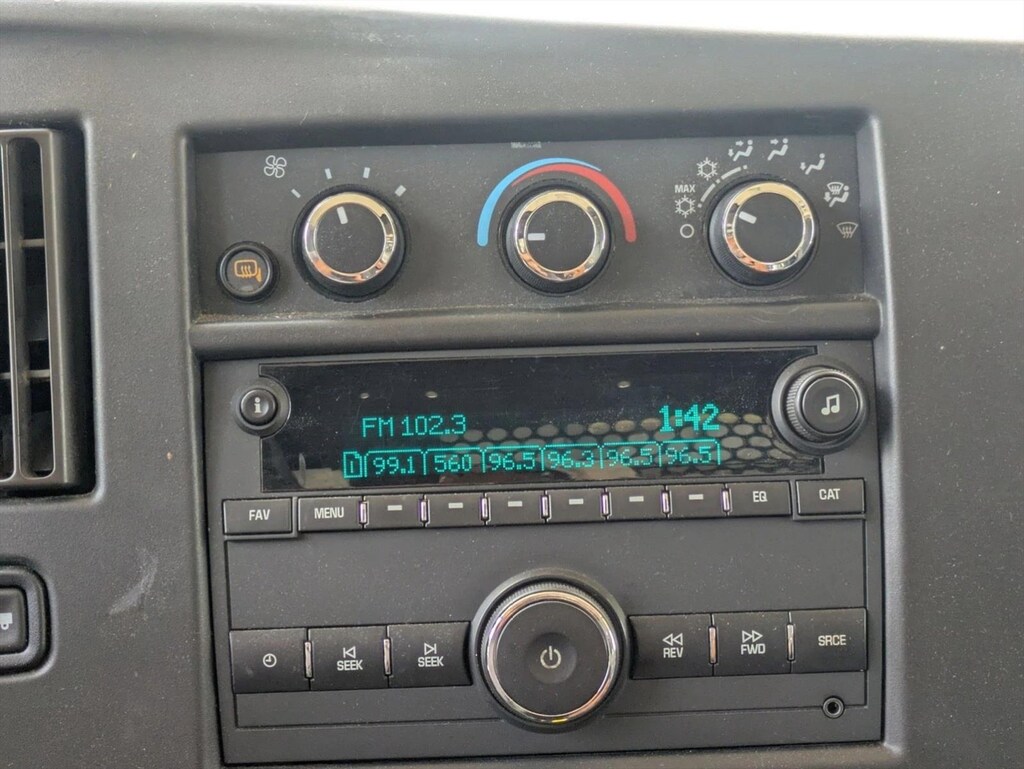 MAX
FM 102.3 1:42
1 99.1 560 96.5 96.3 96.5 96.5
FAV MENU EQ CAT
SEEK SEEK REV FWD SRCE